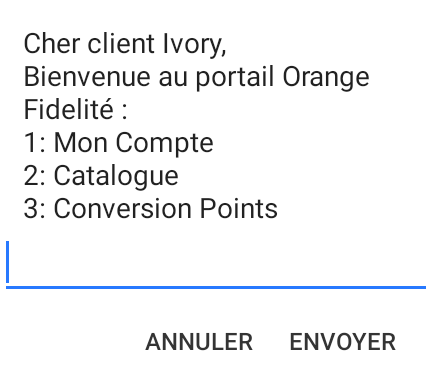 Cher client Ivory,
Bienvenue au portail Orange
Fidelité :
1: Mon Compte
2: Catalogue
3: Conversion Points
ANNULER ENVOYER